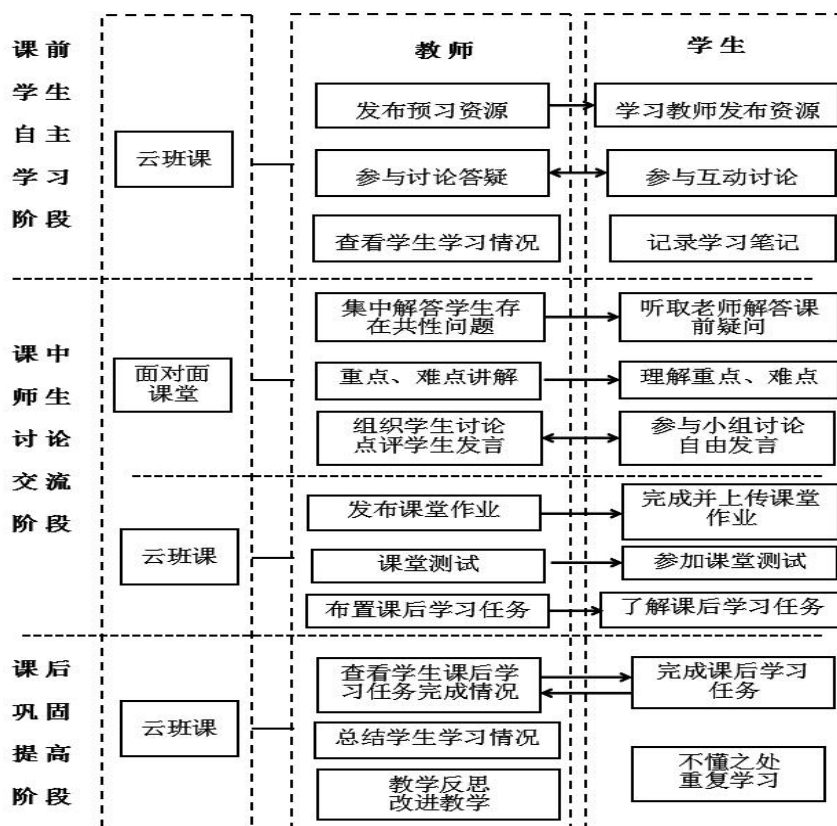 教师
学生
课前
学生
自主
学习
阶段
云班课
发布预习资源
学习教师发布资源
参与讨论答疑
参与互动讨论
查看学生学习情况
记录学习笔记
课中
师生
讨论
交流
阶段
面对面
课堂
集中解答学生存
在共性问题
听取老师解答课
前疑问
重点、难点讲解
理解重点、难点
组织学生讨论
点评学生发言
参与小组讨论
自由发言
云班课
发布课堂作业
完成并上传课堂
作业
课堂测试
参加课堂测试
布置课后学习任务
了解课后学习任务
课后
巩固
提高
阶段
云班课
查看学生课后学
习任务完成情况
完成课后学习
任务
总结学生学习情况
不懂之处
重复学习
教学反思
改进教学